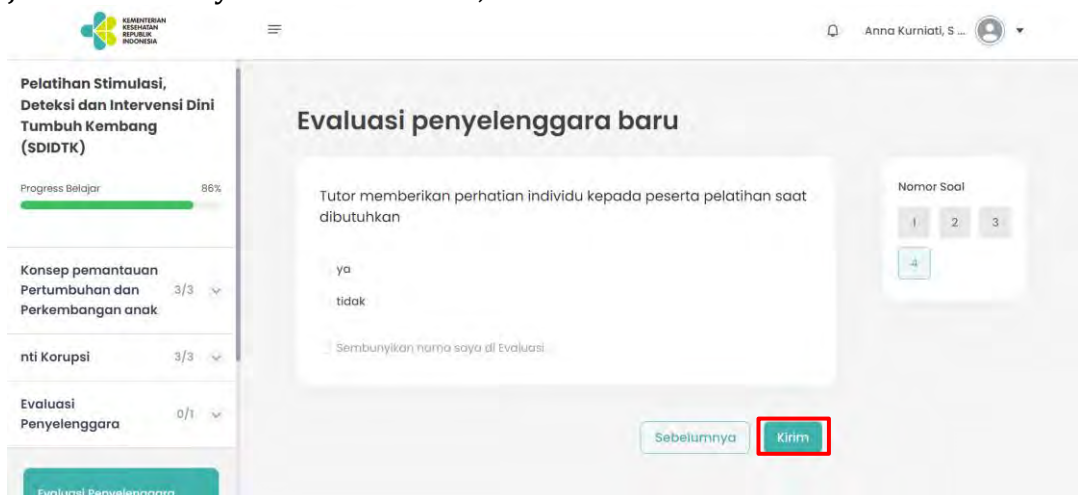 KEMENTERIAN
KESEHATAN
REPUBLIK
INDONESIA
Anna Kurniati, S ...
Pelatihan Stimulasi,
Deteksi dan Intervensi Dini
Tumbuh Kembang
(SDIDTK)
Progress Belajar 86%
Konsep pemantauan
Pertumbuhan dan 3/3
Perkembangan anak
nti Korupsi 3/3
Evaluasi
Penyelenggara 0/1
Evaluasi Penyelenggara
Evaluasi penyelenggara baru
Tutor memberikan perhatian individu kepada peserta pelatihan saat
dibutuhkan
ya
tidak
Sembunyikan nama saya di Evaluasi
Sebelumnya Kirim
Nomor Soal
1 2 3
4